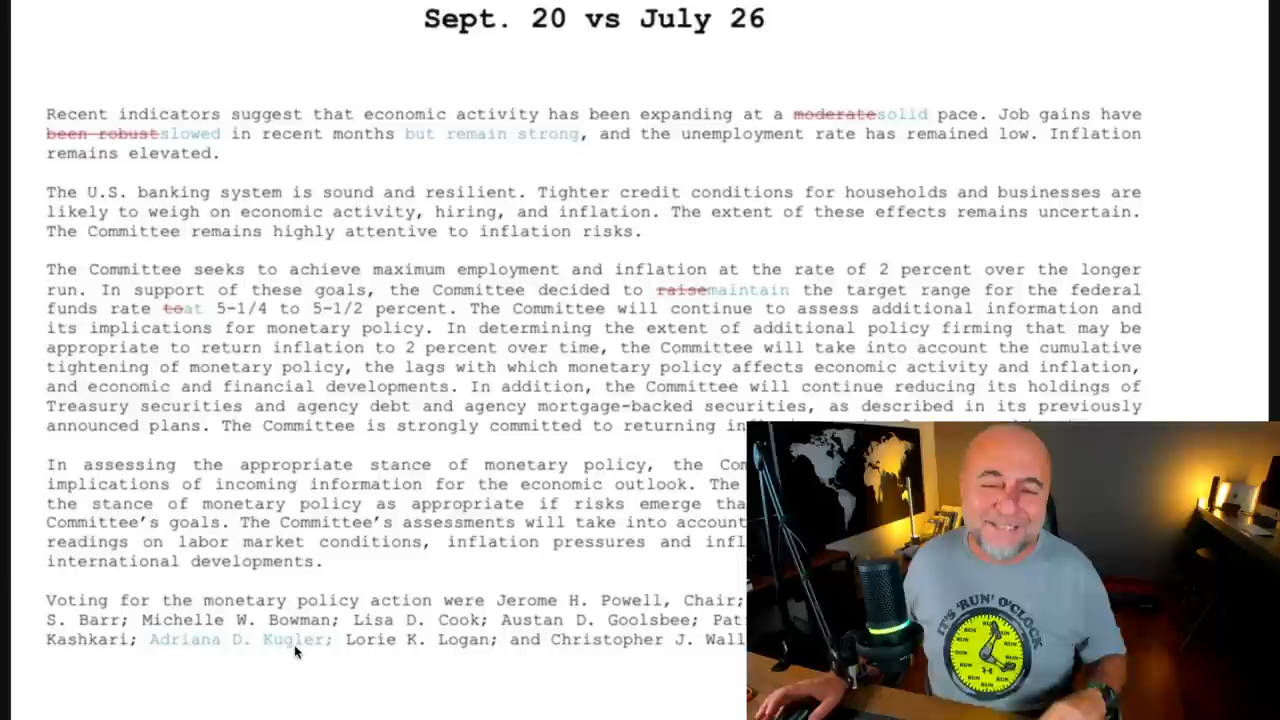 Sept. 20 vs July 26
Recent indicators suggest that economic activity has been expanding at a moderatesolid pace. Job gains have
been robustslowed in recent months but remain strong, and the unemployment rate has remained low. Inflation
remains elevated.
The U.S. banking system is sound and resilient. Tighter credit conditions for households and businesses are
likely to weigh on economic activity, hiring, and inflation. The extent of these effects remains uncertain.
The Committee remains highly attentive to inflation risks.
The Committee seeks to achieve maximum employment and inflation at the rate of 2 percent over the longer
run. In support of these goals, the Committee decided to raisemaintain the target range for the federal
funds rate toat 5-1/4 to 5-1/2 percent. The Committee will continue to assess additional information and
its implications for monetary policy. In determining the extent of additional policy firming that may be
appropriate to return inflation to 2 percent over time, the Committee will take into account the cumulative
tightening of monetary policy, the lags with which monetary policy affects economic activity and inflation,
and economic and financial developments. In addition, the Committee will continue reducing its holdings of
Treasury securities and agency debt and agency mortgage-backed securities, as described in its previously
announced plans. The Committee is strongly committed to returning
In assessing the appropriate stance of monetary policy, the Com
implications of incoming information for the economic outlook. The
the stance of monetary policy as appropriate if risks emerge tha
Committee's goals. The Committee's assessments will take into account
readings on labor market conditions, inflation pressures and infl
international developments.
Voting for the monetary policy action were Jerome H. Powell, Chair;
S. Barr; Michelle W. Bowman; Lisa D. Cook; Austan D. Goolsbee; Pat
Kashkari; Adriana D. Kugler; Lorie K. Logan; and Christopher J. Wall
IT'S 'RUN' O'CLOCK
RUN
RUN
RUN
RUN
RUN
RUN
RUN
RUN